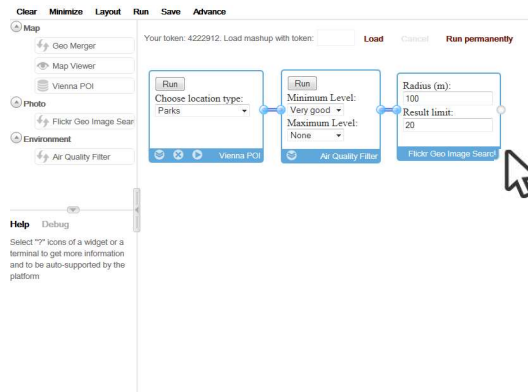 Clear Minimize Layout Run Save Advance
Map
Geo Merger
Map Viewer
Vienna POI
Photo
Flickr Geo Image Sear
Environment
Air Quality Filter
Your token: 4222912. Load mashup with token: Load Cancel Run permanently
Run
Choose location type:
Parks
Vienna POI
Run
Minimum Level:
Very good
Maximum Level:
None
Air Quality Filter
Radius (m):
100
Result limit:
20
Flickr Geo Image Search
Help Debug
Select "?" icons of a widget or a
terminal to get more information
and to be auto-supported by the
platform